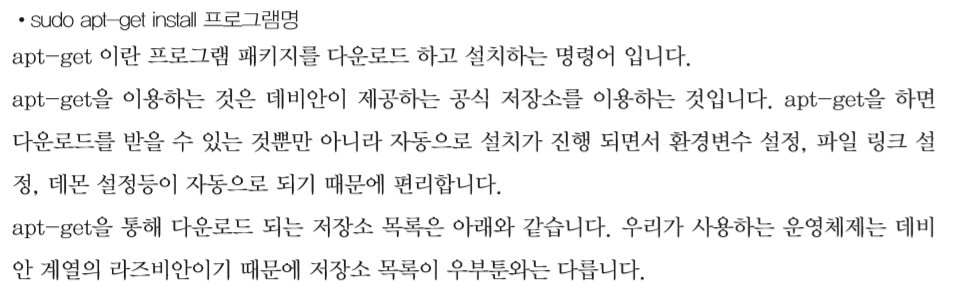 • sudo apt-get install 프로그램명
apt-get 이란 프로그램 패키지를 다운로드 하고 설치하는 명령어 입니다.
apt-get을 이용하는 것은 데비안이 제공하는 공식 저장소를 이용하는 것입니다. apt-get을 하면
다운로드를 받을 수 있는 것뿐만 아니라 자동으로 설치가 진행 되면서 환경변수 설정, 파일 링크 설
정, 데몬 설정등이 자동으로 되기 때문에 편리합니다.
apt-get을 통해 다운로드 되는 저장소 목록은 아래와 같습니다. 우리가 사용하는 운영체제는 데비
안 계열의 라즈비안이기 때문에 저장소 목록이 우부툰와는 다릅니다.